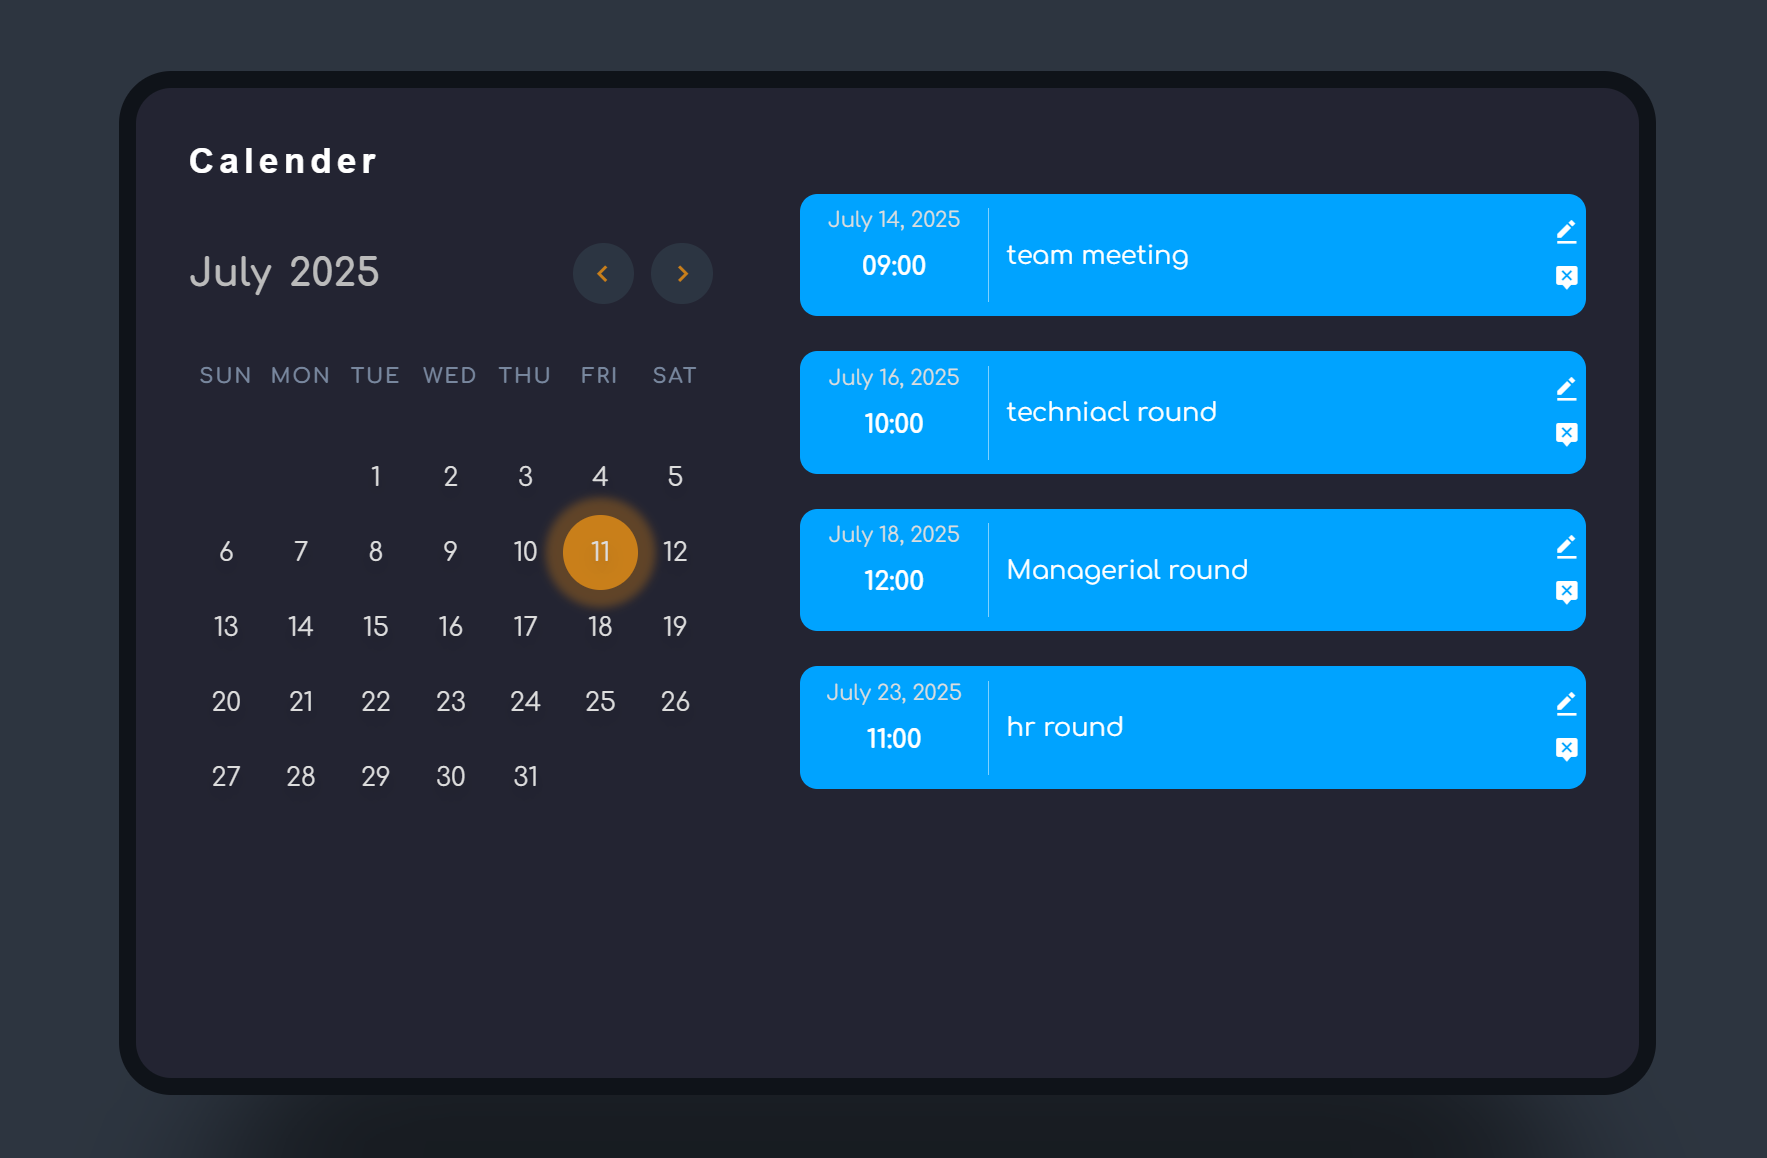 Calender
July 2025
SUN MON TUE WED THU FRI SAT
1 2 3 4 5
6 7 8 9 10 11 12
13 14 15 16 17 18 19
20 21 22 23 24 25 26
27 28 29 30 31
July 14, 2025
09:00
team meeting
July 16, 2025
10:00
techniacl round
July 18, 2025
12:00
Managerial round
July 23, 2025
11:00
hr round